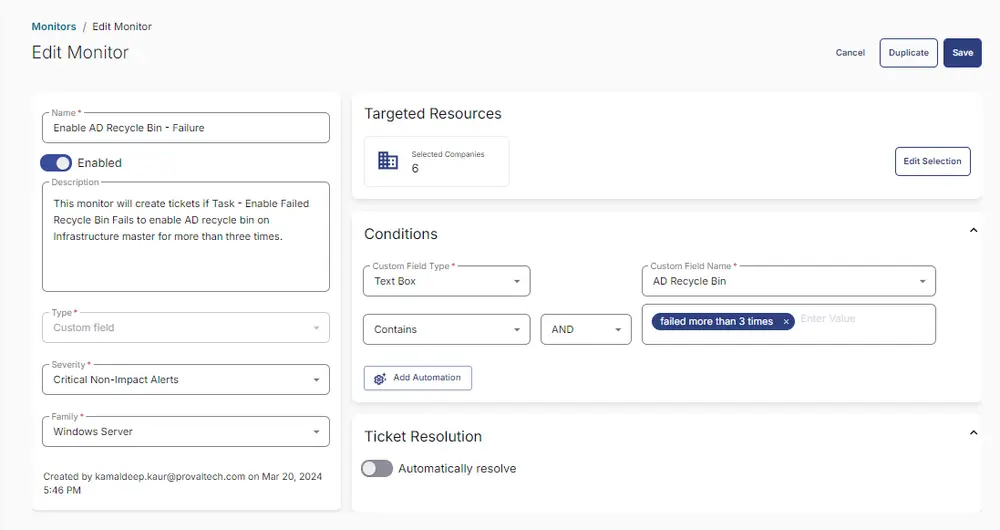 Monitors / Edit Monitor
Edit Monitor
Cancel
Duplicate
Save
Name *
Enable AD Recycle Bin - Failure
Enabled
Description
This monitor will create tickets if Task - Enable Failed
Recycle Bin Fails to enable AD recycle bin on
Infrastructure master for more than three times.
Type *
Custom field
Severity *
Critical Non-Impact Alerts
Family *
Windows Server
Created by kamaldeep.kaur@provaltech.com on Mar 20, 2024
5:46 PM
Targeted Resources
Selected Companies
6
Edit Selection
Conditions
Custom Field Type *
Text Box
Custom Field Name *
AD Recycle Bin
Contains
AND
failed more than 3 times ×
Enter Value
Add Automation
Ticket Resolution
Automatically resolve